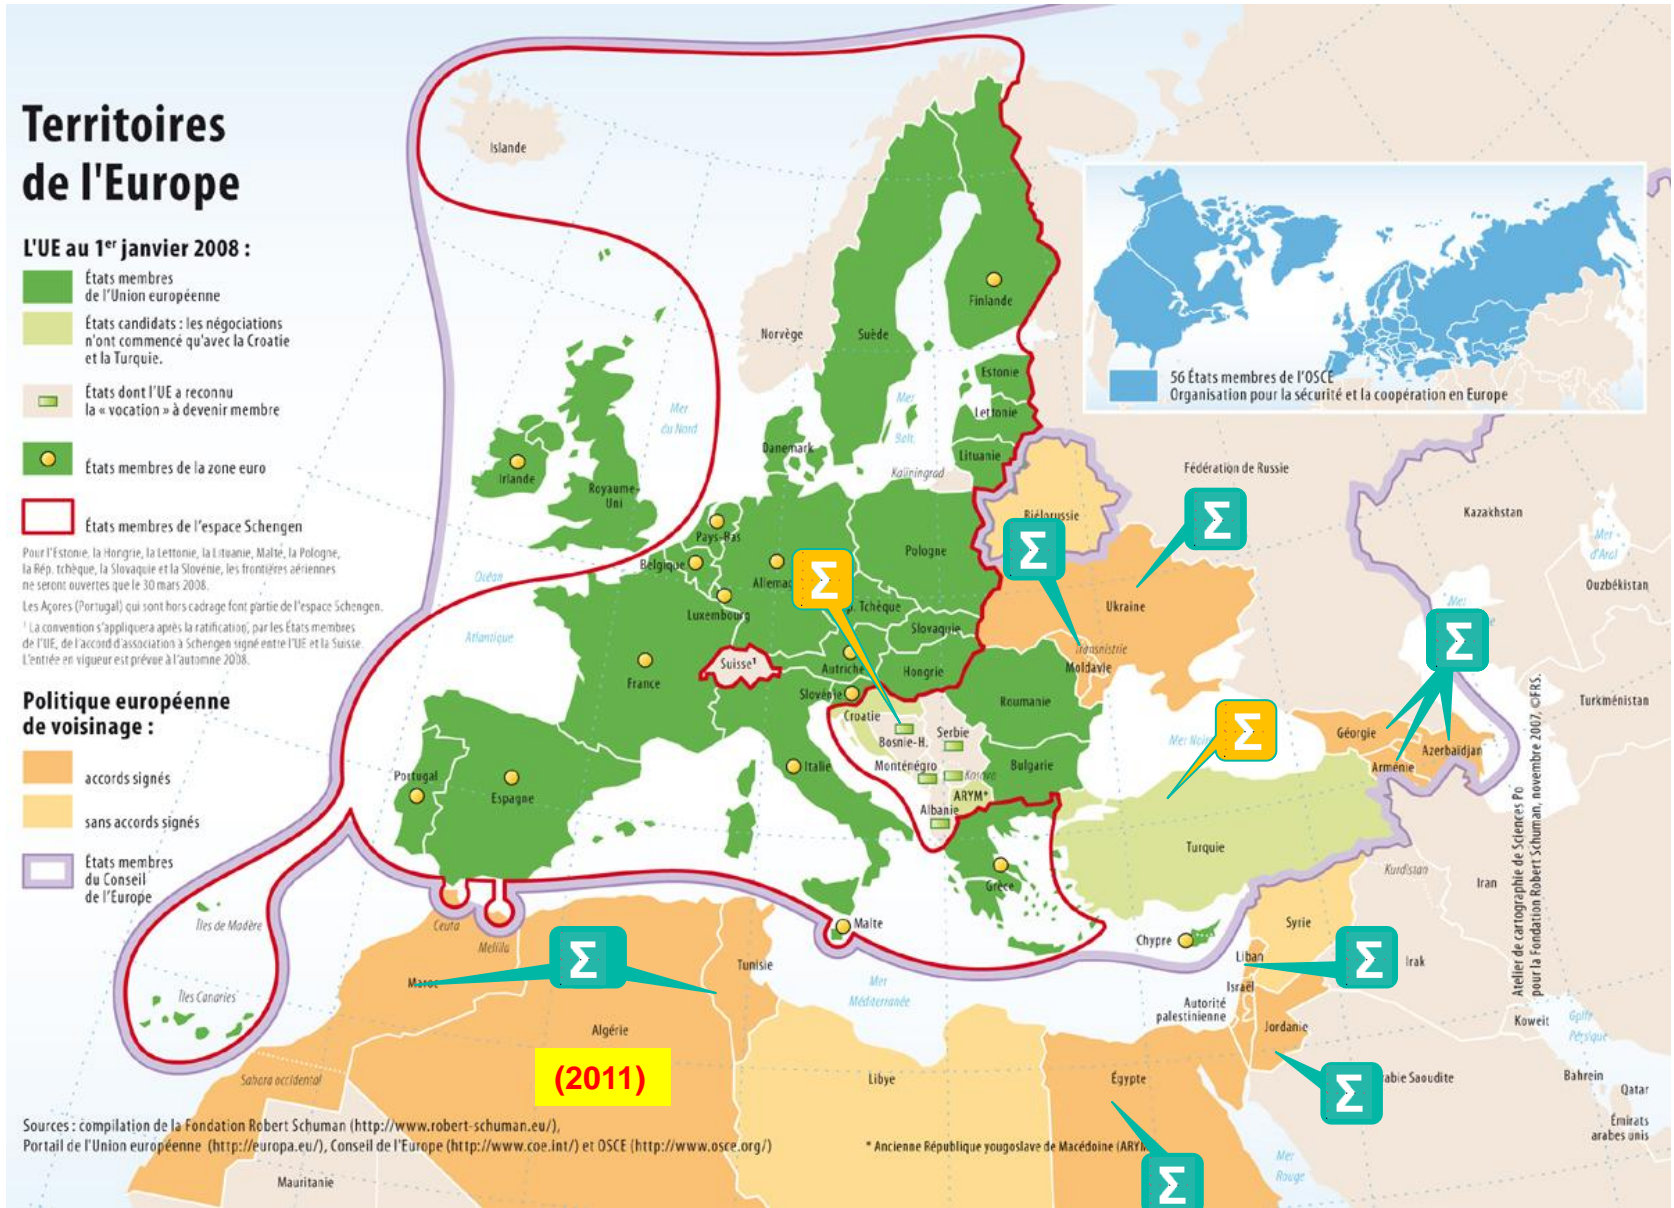 Territoires
de l'Europe
L'UE au 1er janvier 2008 :
États membres
de l'Union européenne
États candidats : les négociations
n'ont commencé qu'avec la Croatie
et la Turquie.
États dont l'UE a reconnu
la « vocation » à devenir membre
États membres de la zone euro
États membres de l'espace Schengen
Pour l'Estonie, la Hongrie, la Lettonie, la Lituanie, Malte, la Pologne,
la Rép. tchèque, la Slovaquie et la Slovénie, les frontières aériennes
ne seront ouvertes que le 30 mars 2008.
Les Açores (Portugal) qui sont hors cadrage font partie de l'espace Schengen.
¹ La convention s'appliquera après la ratification, par les États membres
de l'UE, de l'accord d'association à Schengen signé entre l'UE et la Suisse.
L'entrée en vigueur est prévue à l'automne 2008.
Politique européenne
de voisinage :
accords signés
sans accords signés
États membres
du Conseil
de l'Europe
Islande
Norvège
Suède
Finlande
Estonie
Lettonie
Lituanie
Mer
du Nord
Mer
Balt.
Danemark
Kaliningrad
Irlande
Royaume-
Uni
Pays-Bas
Belgique
Luxembourg
Allemag
Pologne
p. Tchèque
Slovaquie
Autriche
Hongrie
Suisse¹
France
Slovénie
Croatie
Bosnie-H.
Serbie
Monténégro
Kosovo
ARYM*
Albanie
Italie
Roumanie
Bulgarie
Grèce
Portugal
Espagne
Océan
Atlantique
Biélorussie
Ukraine
Transnistrie
Moldavie
Fédération de Russie
Kazakhstan
Mer
d'Aral
Ouzbékistan
Turkménistan
Mer
Mer Noire
Géorgie
Arménie
Azerbaïdjan
Turquie
Kurdistan
Iran
Irak
Syrie
Chypre
Liban
Israël
Autorité
palestinienne
Jordanie
Koweit
Golfe
Persique
Arabie Saoudite
Bahrein
Qatar
Émirats
arabes unis
Mer
Rouge
Égypte
Libye
Mer
Méditerranée
Malte
Tunisie
Algérie
(2011)
Maroc
Ceuta
Melilla
Îles de Madère
Îles Canaries
Sahara occidental
Mauritanie
56 États membres de l'OSCE
Organisation pour la sécurité et la coopération en Europe
Σ
Σ
Σ
Σ
Σ
Σ
Σ
Σ
Σ
Sources : compilation de la Fondation Robert Schuman (http://www.robert-schuman.eu/),
Portail de l'Union européenne (http://europa.eu/), Conseil de l'Europe (http://www.coe.int/) et OSCE (http://www.osce.org/)
* Ancienne République yougoslave de Macédoine (ARYM
Atelier de cartographie de Sciences Po
pour la Fondation Robert Schuman, novembre 2007, ©FRS.